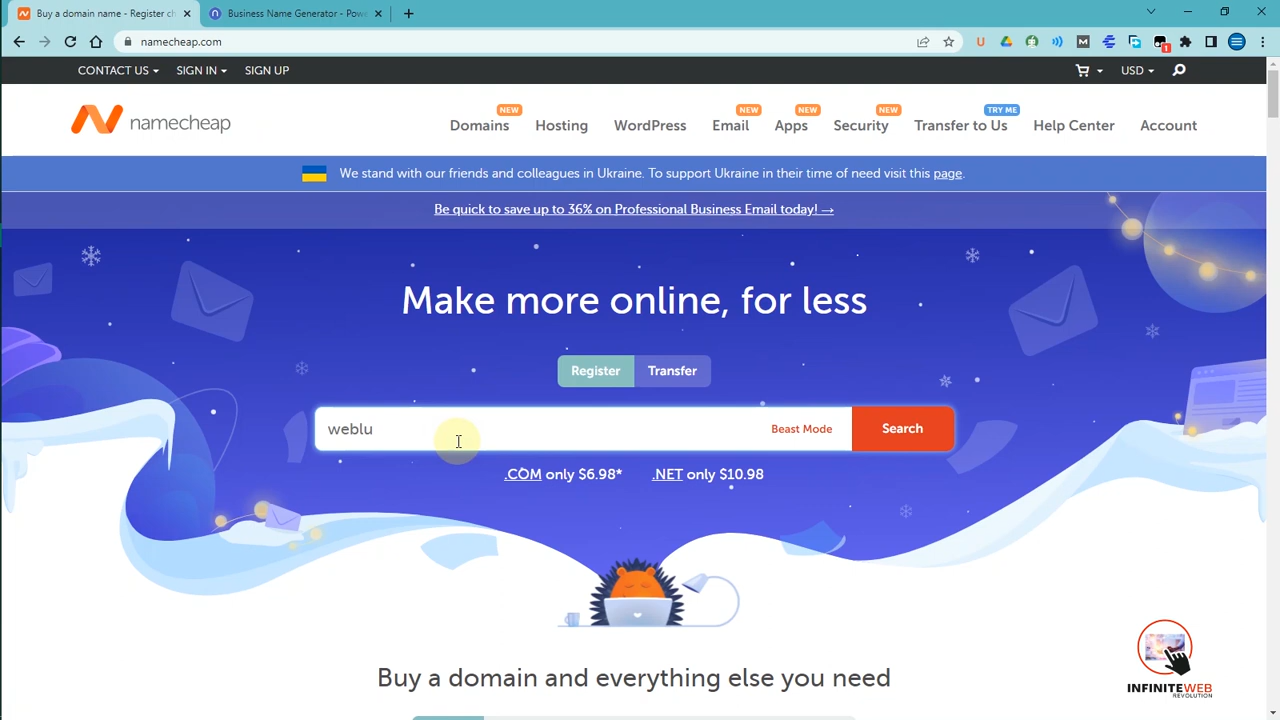 Buy a domain name - Register ch
Business Name Generator - Powe
namecheap.com
CONTACT US
SIGN IN
SIGN UP
USD
namecheap
NEW
NEW
NEW
NEW
TRY ME
Domains
Hosting
WordPress
Email
Apps
Security
Transfer to Us
Help Center
Account
We stand with our friends and colleagues in Ukraine. To support Ukraine in their time of need visit this page.
Be quick to save up to 36% on Professional Business Email today! →
Make more online, for less
Register
Transfer
weblu
Beast Mode
Search
.COM only $6.98*
.NET only $10.98
Buy a domain and everything else you need
INFINITEWEB
REVOLUTION